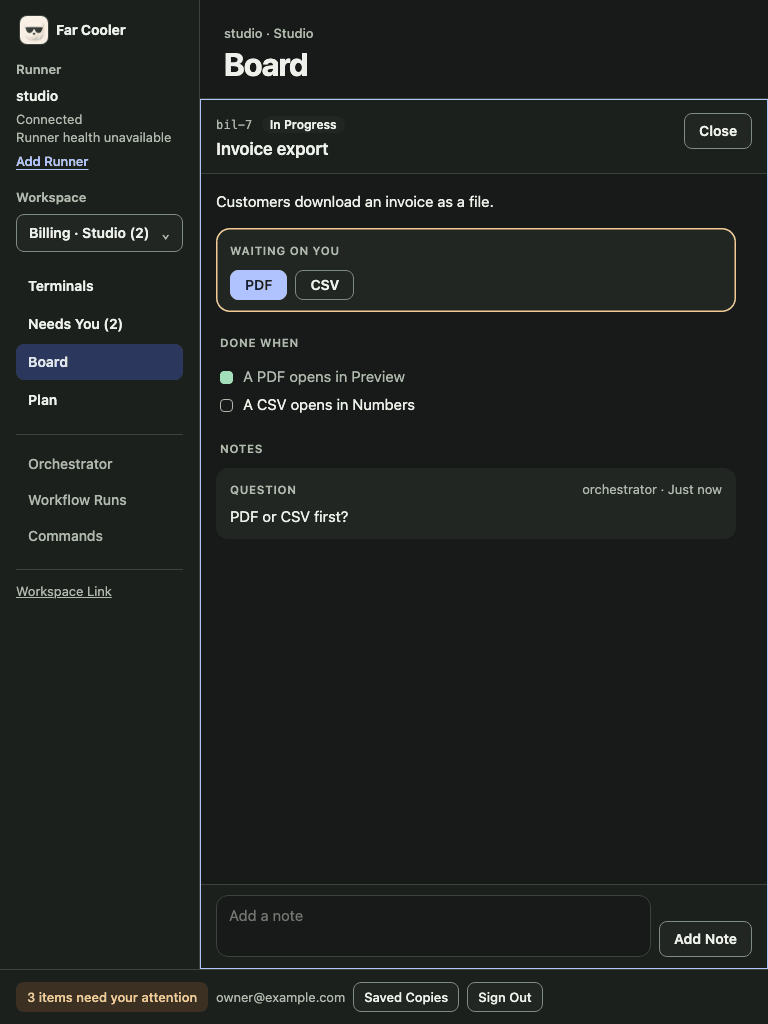 Far Cooler
Runner
studio
Connected
Runner health unavailable
Add Runner
Workspace
Billing · Studio (2)
Terminals
Needs You (2)
Board
Plan
Orchestrator
Workflow Runs
Commands
Workspace Link
studio · Studio
Board
bil-7 In Progress
Invoice export
Close
Customers download an invoice as a file.
WAITING ON YOU
PDF CSV
DONE WHEN
A PDF opens in Preview
A CSV opens in Numbers
NOTES
QUESTION orchestrator · Just now
PDF or CSV first?
Add a note
Add Note
3 items need your attention owner@example.com Saved Copies Sign Out